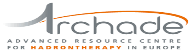 Archade
ADVANCED RESOURCE CENTRE
FOR HADRONTHERAPY IN EUROPE